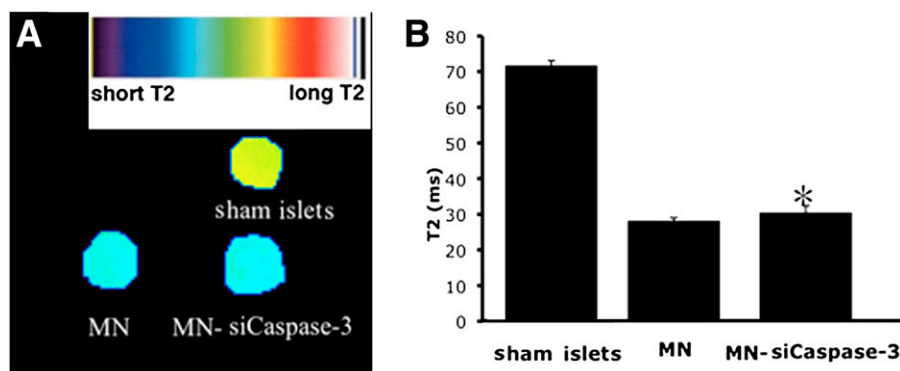 A
short T2 long T2
sham islets
MN MN- siCaspase-3
B
80
70
60
50
40
30
20
10
0
T2 (ms)
*
sham islets MN MN-siCaspase-3